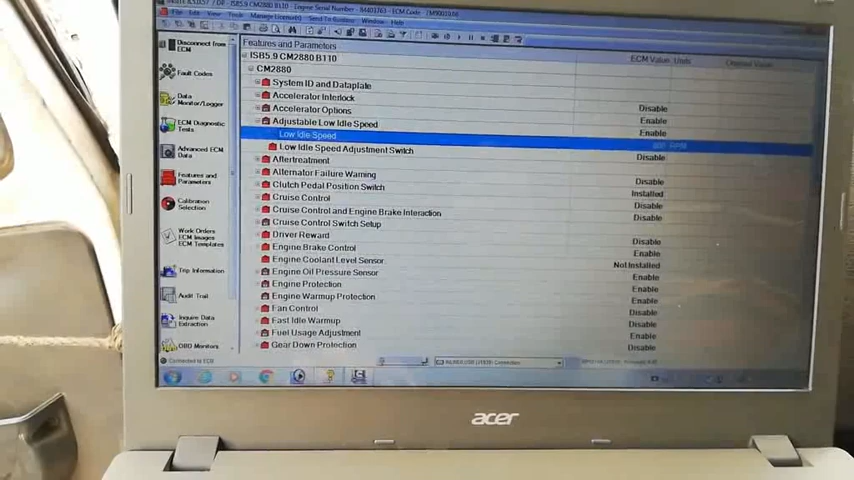 Features and Parameters
ECM Value Units
ISB5.9 CM2880 B110
CM2880
System ID and Dataplate
Accelerator Interlock
Accelerator Options Disable
Adjustable Low Idle Speed Enable
Low Idle Speed Enable
Low Idle Speed Adjustment Switch
Aftertreatment Disable
Alternator Failure Warning
Clutch Pedal Position Switch Disable
Cruise Control Installed
Cruise Control and Engine Brake Interaction Disable
Cruise Control Switch Setup Disable
Driver Reward
Engine Brake Control Disable
Engine Coolant Level Sensor Enable
Engine Oil Pressure Sensor Not Installed
Engine Protection Enable
Engine Warmup Protection Enable
Fan Control Enable
Fast Idle Warmup Disable
Fuel Usage Adjustment Enable
Gear Down Protection Disable
Disconnect from
ECM
Fault Codes
Data
Monitor/Logger
ECM Diagnostic
Tests
Advanced ECM
Data
Features and
Parameters
Calibration
Selection
Work Orders
ECM Images
ECM Templates
Trip Information
Audit Trail
Inquire Data
Extraction
OBD Monitors
acer